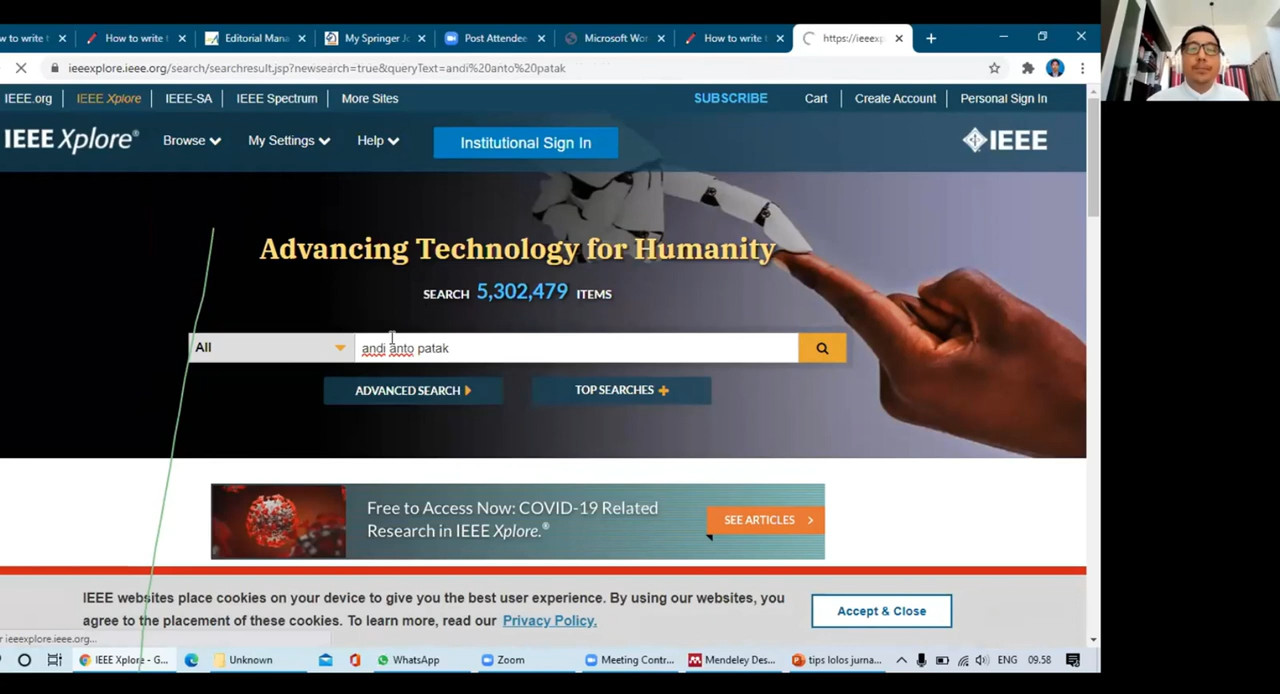 ow to write t
How to write t
Editorial Mana
My Springer Jo
Post Attendee
Microsoft Wor
How to write t
https://ieeexp
ieeexplore.ieee.org/search/searchresult.jsp?newsearch=true&queryText=andi%20anto%20patak
IEEE.org
IEEE Xplore
IEEE-SA
IEEE Spectrum
More Sites
SUBSCRIBE
Cart
Create Account
Personal Sign In
IEEE Xplore®
Browse
My Settings
Help
Institutional Sign In
IEEE
Advancing Technology for Humanity
SEARCH 5,302,479 ITEMS
All
andi anto patak
ADVANCED SEARCH
TOP SEARCHES
Free to Access Now: COVID-19 Related
Research in IEEE Xplore.®
SEE ARTICLES
IEEE websites place cookies on your device to give you the best user experience. By using our websites, you
agree to the placement of these cookies. To learn more, read our Privacy Policy.
Accept & Close
r ieeexplore.ieee.org...
IEEE Xplore - G...
Unknown
WhatsApp
Zoom
Meeting Contr...
Mendeley Des...
tips lolos jurna...
ENG
09.58